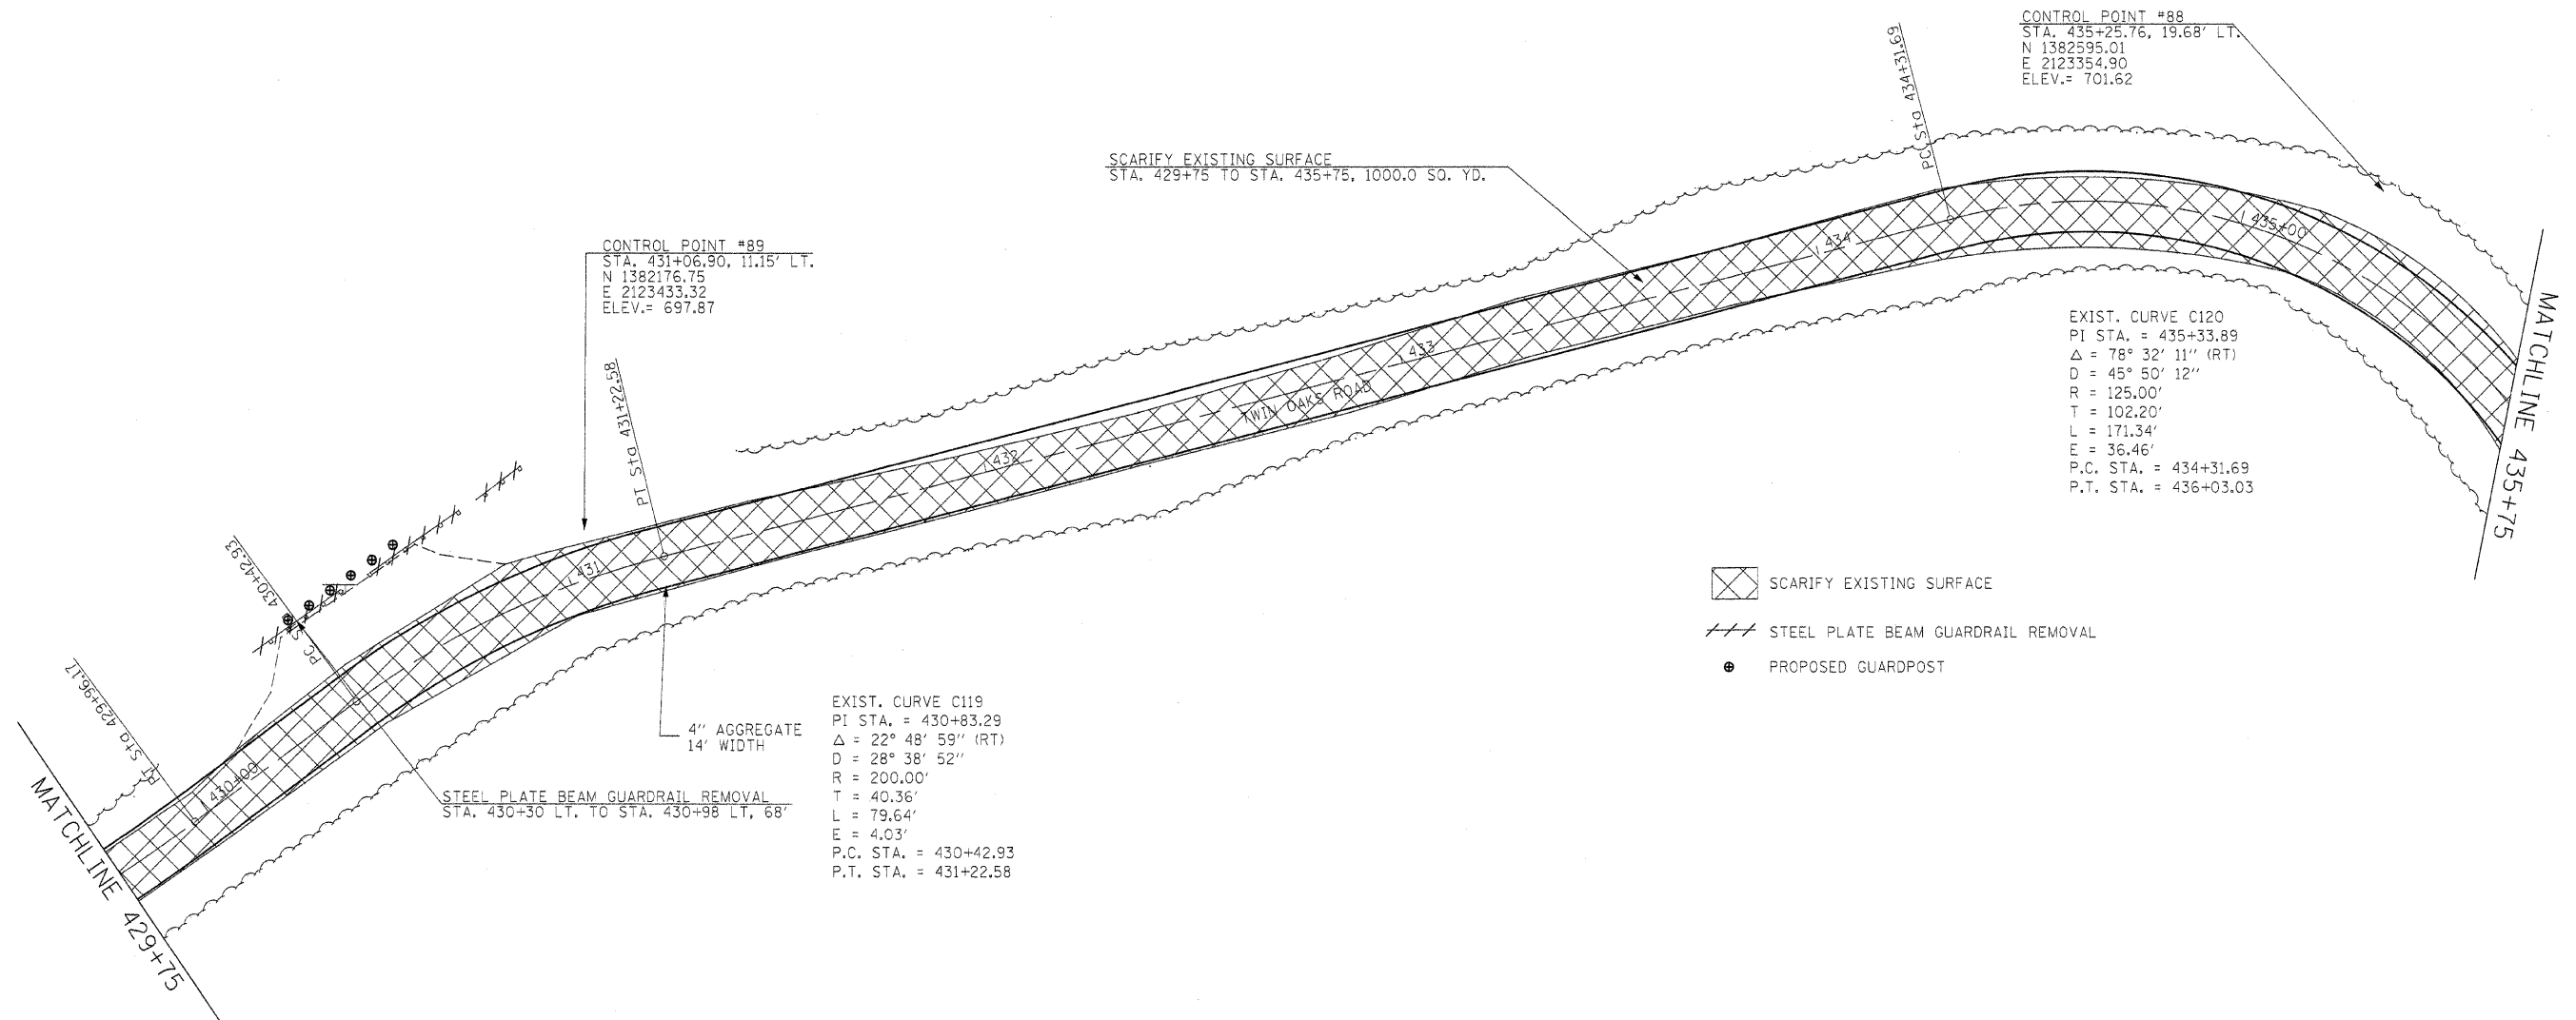 CONTROL POINT #88
STA. 435+25.76, 19.68' LT.
N 1382595.01
E 2123354.90
ELEV.= 701.62
PC Sta 434+31.69
SCARIFY EXISTING SURFACE
STA. 429+75 TO STA. 435+75, 1000.0 SQ. YD.
CONTROL POINT #89
STA. 431+06.90, 11.15' LT.
N 1382176.75
E 2123433.32
ELEV.= 697.87
PT Sta 431+22.58
435+00
434
433
TWIN OAKS ROAD
432
431
430+00
MATCHLINE 435+75
EXIST. CURVE C120
PI STA. = 435+33.89
Δ = 78° 32' 11" (RT)
D = 45° 50' 12"
R = 125.00'
T = 102.20'
L = 171.34'
E = 36.46'
P.C. STA. = 434+31.69
P.T. STA. = 436+03.03
SCARIFY EXISTING SURFACE
STEEL PLATE BEAM GUARDRAIL REMOVAL
PROPOSED GUARDPOST
PC Sta 430+42.93
PT Sta 429+96.17
4" AGGREGATE
14' WIDTH
EXIST. CURVE C119
PI STA. = 430+83.29
Δ = 22° 48' 59" (RT)
D = 28° 38' 52"
R = 200.00'
T = 40.36'
L = 79.64'
E = 4.03'
P.C. STA. = 430+42.93
P.T. STA. = 431+22.58
STEEL PLATE BEAM GUARDRAIL REMOVAL
STA. 430+30 LT. TO STA. 430+98 LT, 68'
MATCHLINE 429+75